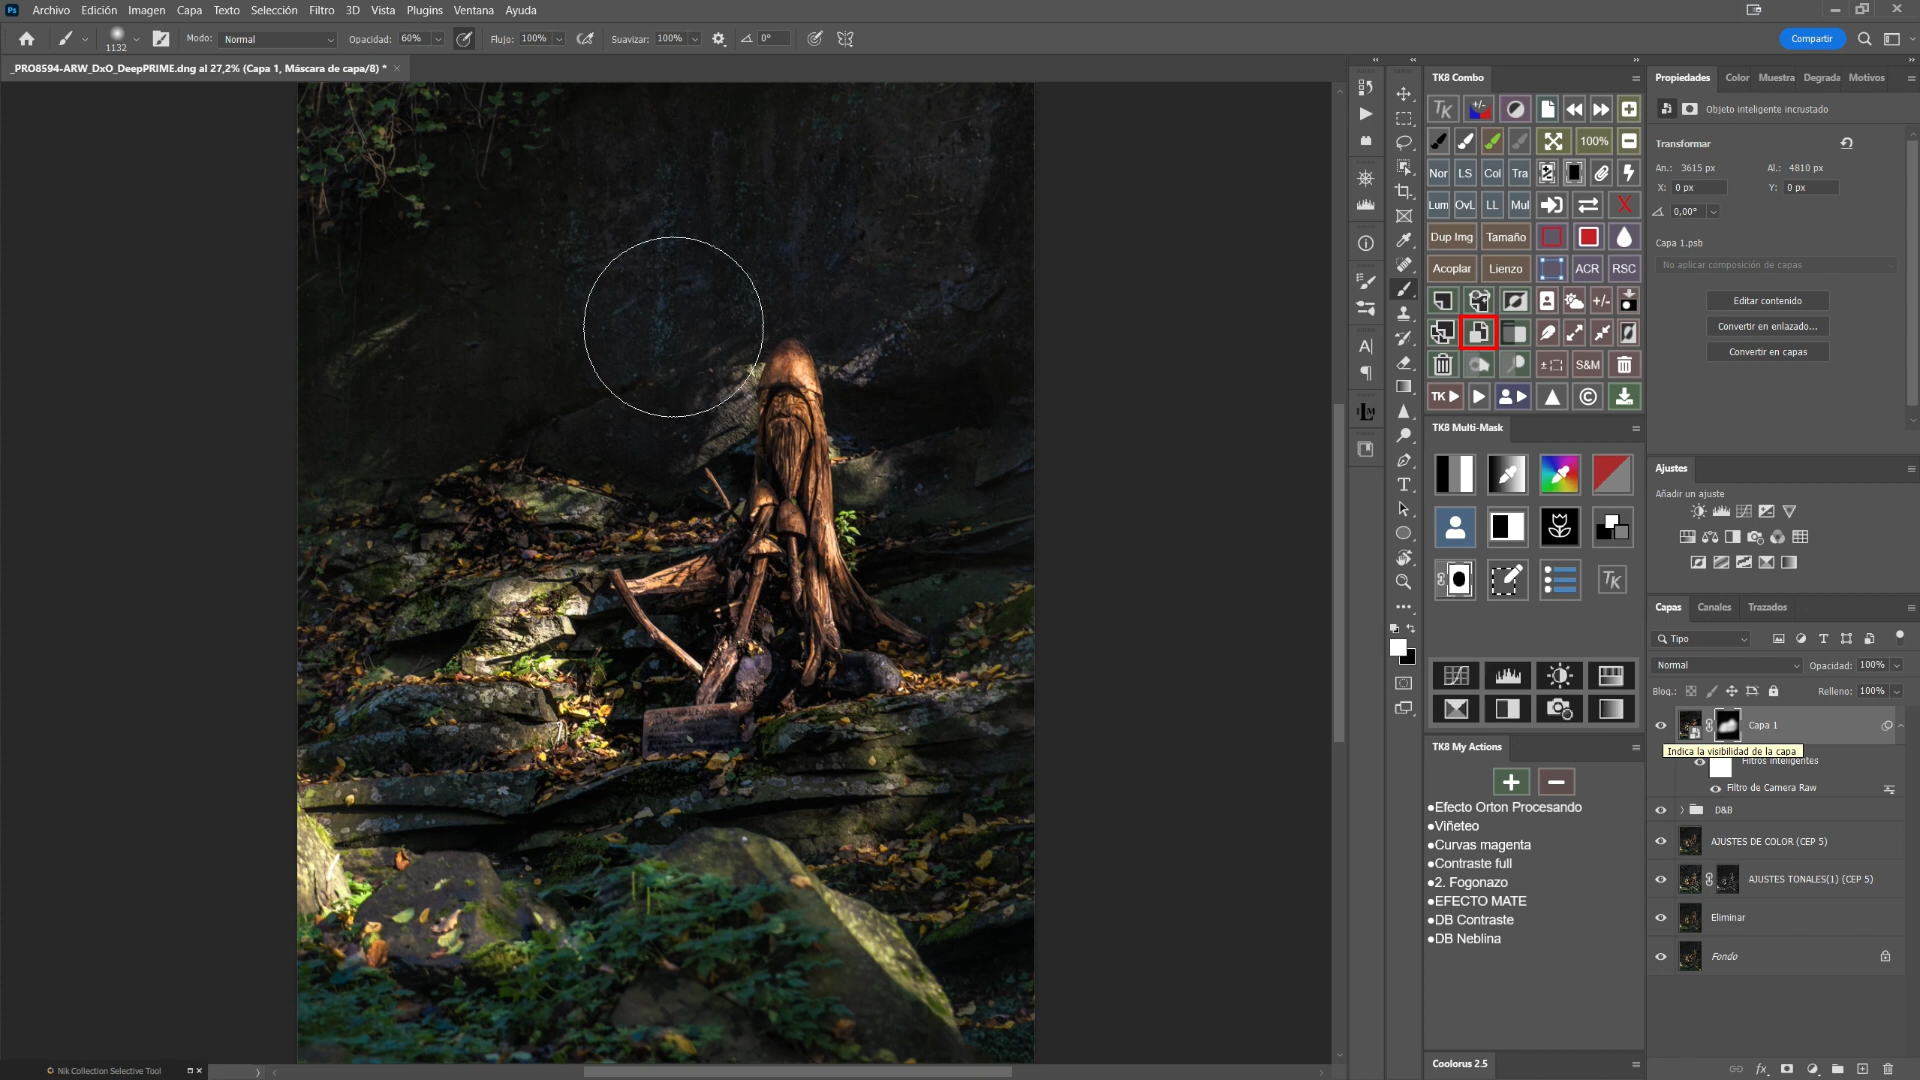 Ps Archivo Edición Imagen Capa Texto Selección Filtro 3D Vista Plugins Ventana Ayuda
1132 Modo: Normal Opacidad: 60% Flujo: 100% Suavizar: 100% 0° Compartir
_PRO8594-ARW_DxO_DeepPRIME.dng al 27,2% (Capa 1, Máscara de capa/8) *
TK8 Combo
TK +/-
100%
Nor LS Col Tra
Lum OvL LL Mul X
Dup Img Tamaño
Acoplar Lienzo ACR RSC
+/-
S&M
TK ©
TK8 Multi-Mask
TK
TK8 My Actions
●Efecto Orton Procesando
●Viñeteo
●Curvas magenta
●Contraste full
●2. Fogonazo
●EFECTO MATE
●DB Contraste
●DB Neblina
Coolorus 2.5
Propiedades Color Muestra Degrada Motivos
Objeto inteligente incrustado
Transformar
An.: 3615 px Al.: 4810 px
X: 0 px Y: 0 px
0,00°
Capa 1.psb
No aplicar composición de capas
Editar contenido
Convertir en enlazado...
Convertir en capas
Ajustes
Añadir un ajuste
Capas Canales Trazados
Tipo
Normal Opacidad: 100%
Bloq.: Relleno: 100%
Capa 1
Indica la visibilidad de la capa
Filtros inteligentes
Filtro de Camera Raw
D&B
AJUSTES DE COLOR (CEP 5)
AJUSTES TONALES(1) (CEP 5)
Eliminar
Fondo
fx
Nik Collection Selective Tool